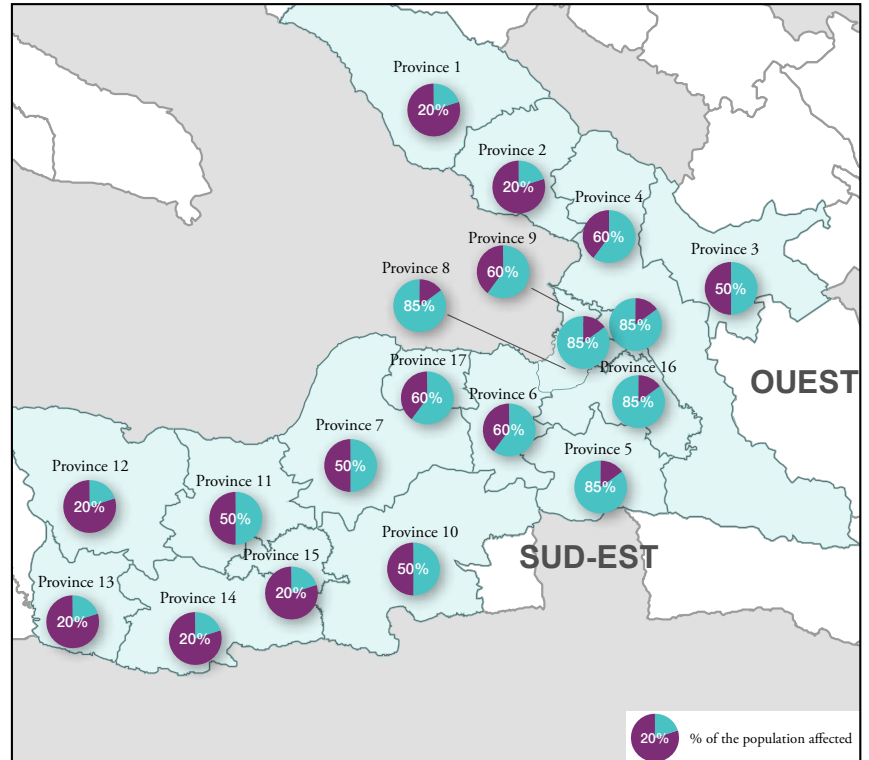 Province 1
20%
Province 2
20%
Province 4
60%
Province 9
60%
Province 3
50%
Province 8
85%
85%
85%
OUEST
Province 17
60%
Province 16
85%
Province 6
60%
Province 7
50%
Province 5
85%
Province 12
20%
Province 11
50%
Province 10
50%
SUD-EST
Province 15
20%
Province 13
20%
Province 14
20%
20% % of the population affected